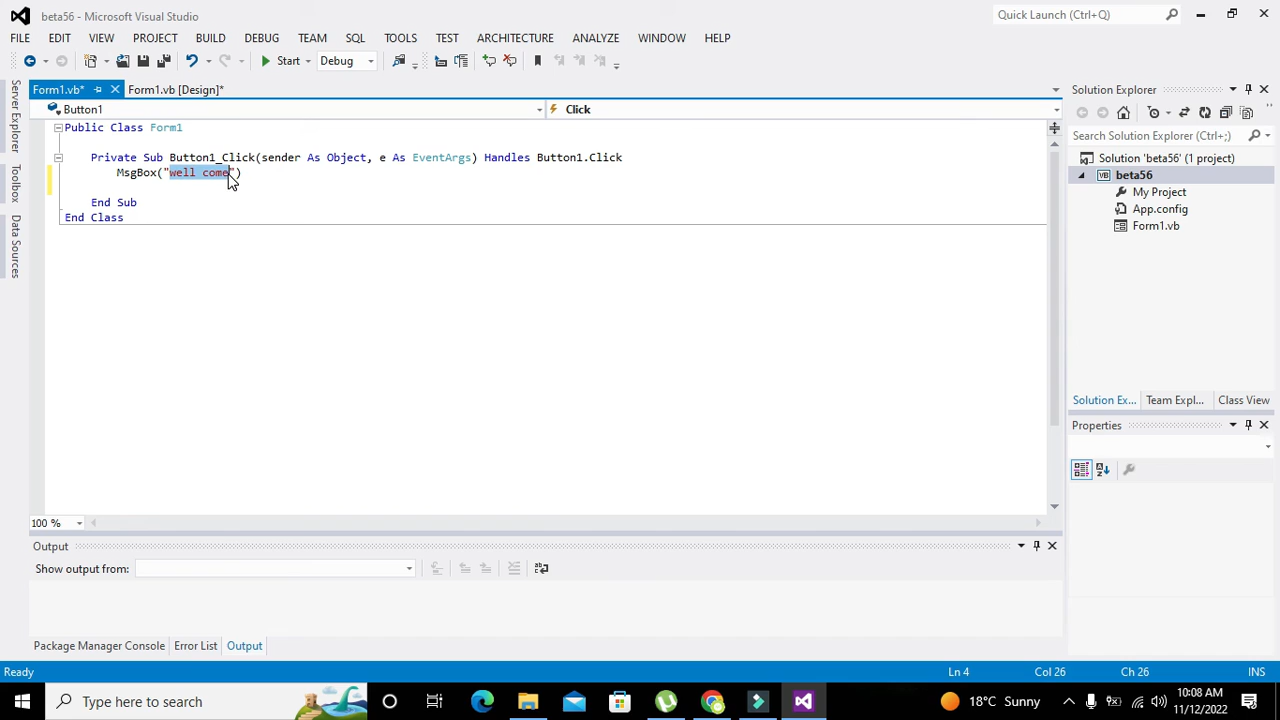 beta56 - Microsoft Visual Studio
Quick Launch (Ctrl+Q)
FILE EDIT VIEW PROJECT BUILD DEBUG TEAM SQL TOOLS TEST ARCHITECTURE ANALYZE WINDOW HELP
Start Debug
Form1.vb* Form1.vb [Design]*
Button1 Click
Public Class Form1
Private Sub Button1_Click(sender As Object, e As EventArgs) Handles Button1.Click
MsgBox("well come")
End Sub
End Class
100 %
Server Explorer
Toolbox
Data Sources
Solution Explorer
Search Solution Explorer (Ctrl+;)
Solution 'beta56' (1 project)
VB beta56
My Project
App.config
Form1.vb
Solution Ex... Team Expl... Class View
Properties
Output
Show output from:
Package Manager Console Error List Output
Ready Ln 4 Col 26 Ch 26 INS
Type here to search
18°C Sunny
10:08 AM
11/12/2022